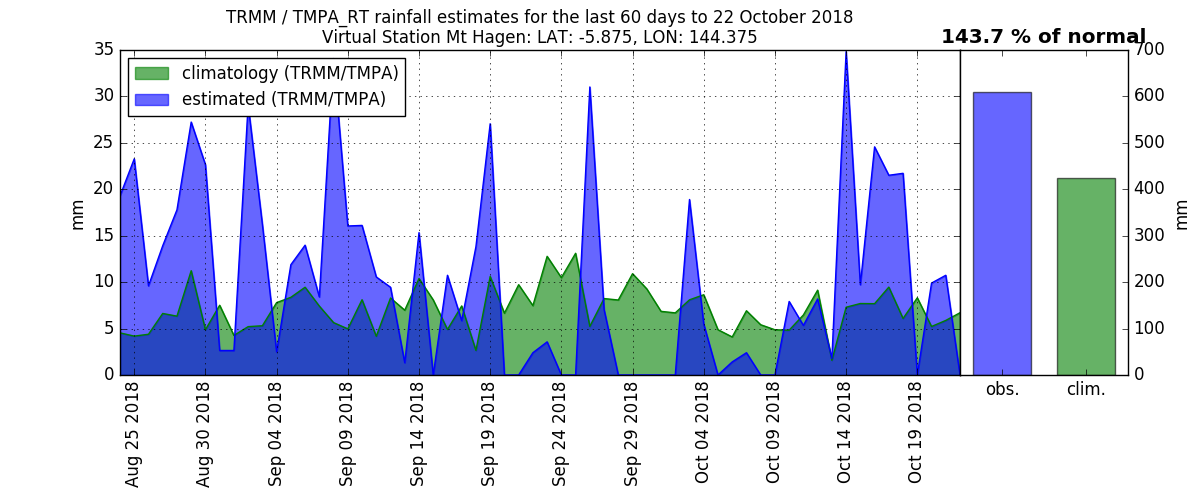 TRMM / TMPA_RT rainfall estimates for the last 60 days to 22 October 2018
Virtual Station Mt Hagen: LAT: -5.875, LON: 144.375
143.7 % of normal
climatology (TRMM/TMPA)
estimated (TRMM/TMPA)
35
30
25
20
15
10
5
0
mm
700
600
500
400
300
200
100
0
mm
obs.
clim.
Aug 25 2018
Aug 30 2018
Sep 04 2018
Sep 09 2018
Sep 14 2018
Sep 19 2018
Sep 24 2018
Sep 29 2018
Oct 04 2018
Oct 09 2018
Oct 14 2018
Oct 19 2018